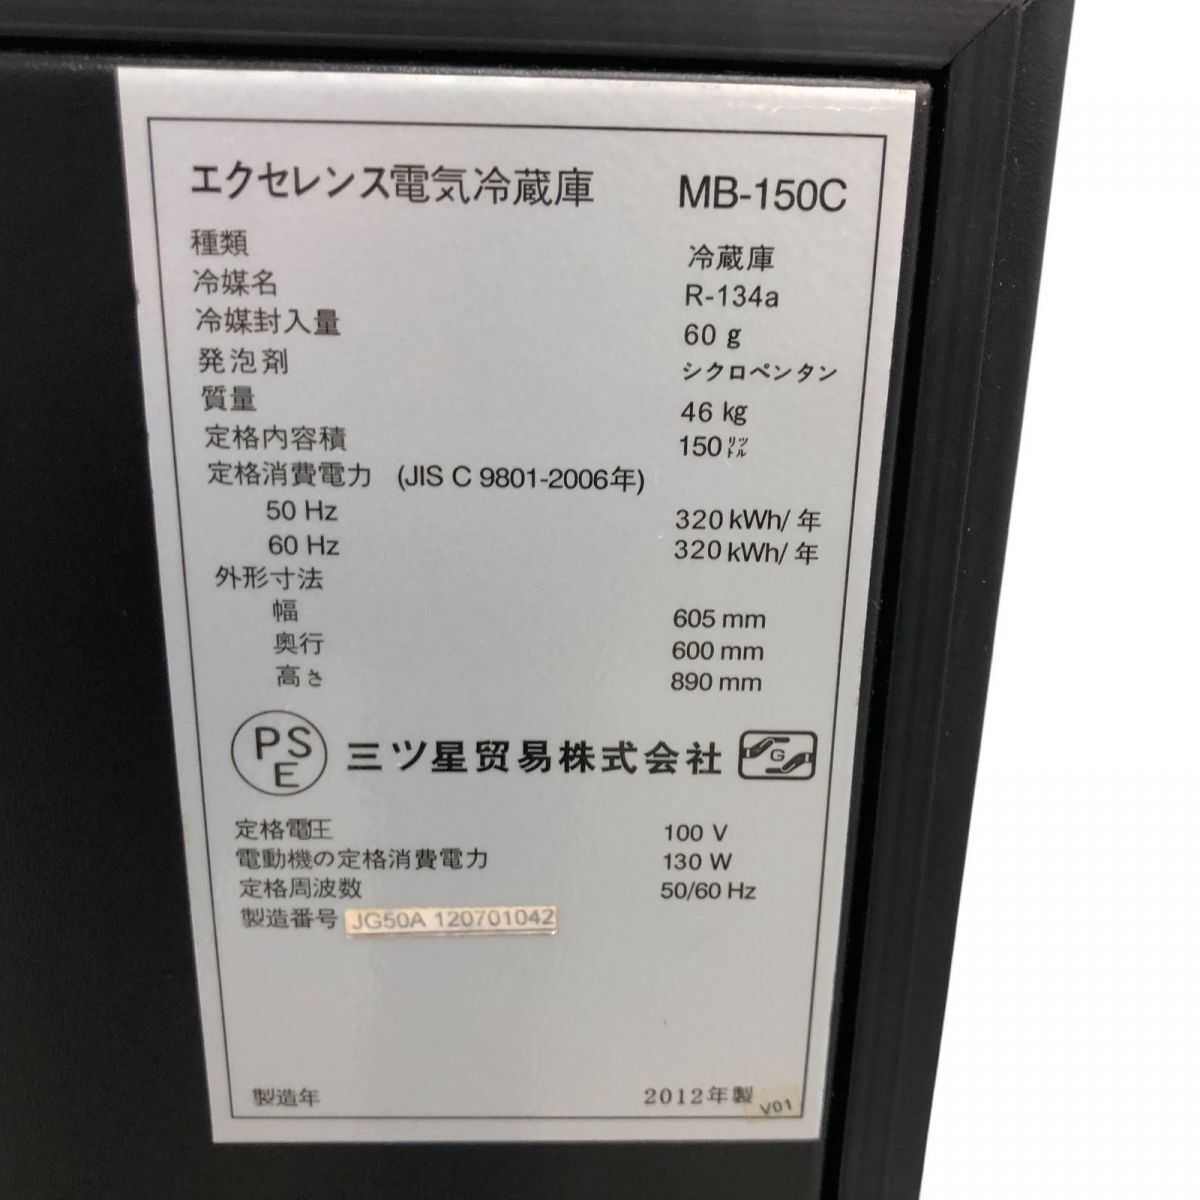 エクセレンス電気冷蔵庫 MB-150C
種類 冷蔵庫
冷媒名 R-134a
冷媒封入量 60 g
発泡剤 シクロペンタン
質量 46 kg
定格内容積 150 リットル
定格消費電力 (JIS C 9801-2006年)
50 Hz 320 kWh/年
60 Hz 320 kWh/年
外形寸法
幅 605 mm
奥行 600 mm
高さ 890 mm
PSE 三ツ星貿易株式会社 G
定格電圧 100 V
電動機の定格消費電力 130 W
定格周波数 50/60 Hz
製造番号 JG50A 120701042
製造年 2012年製
V01